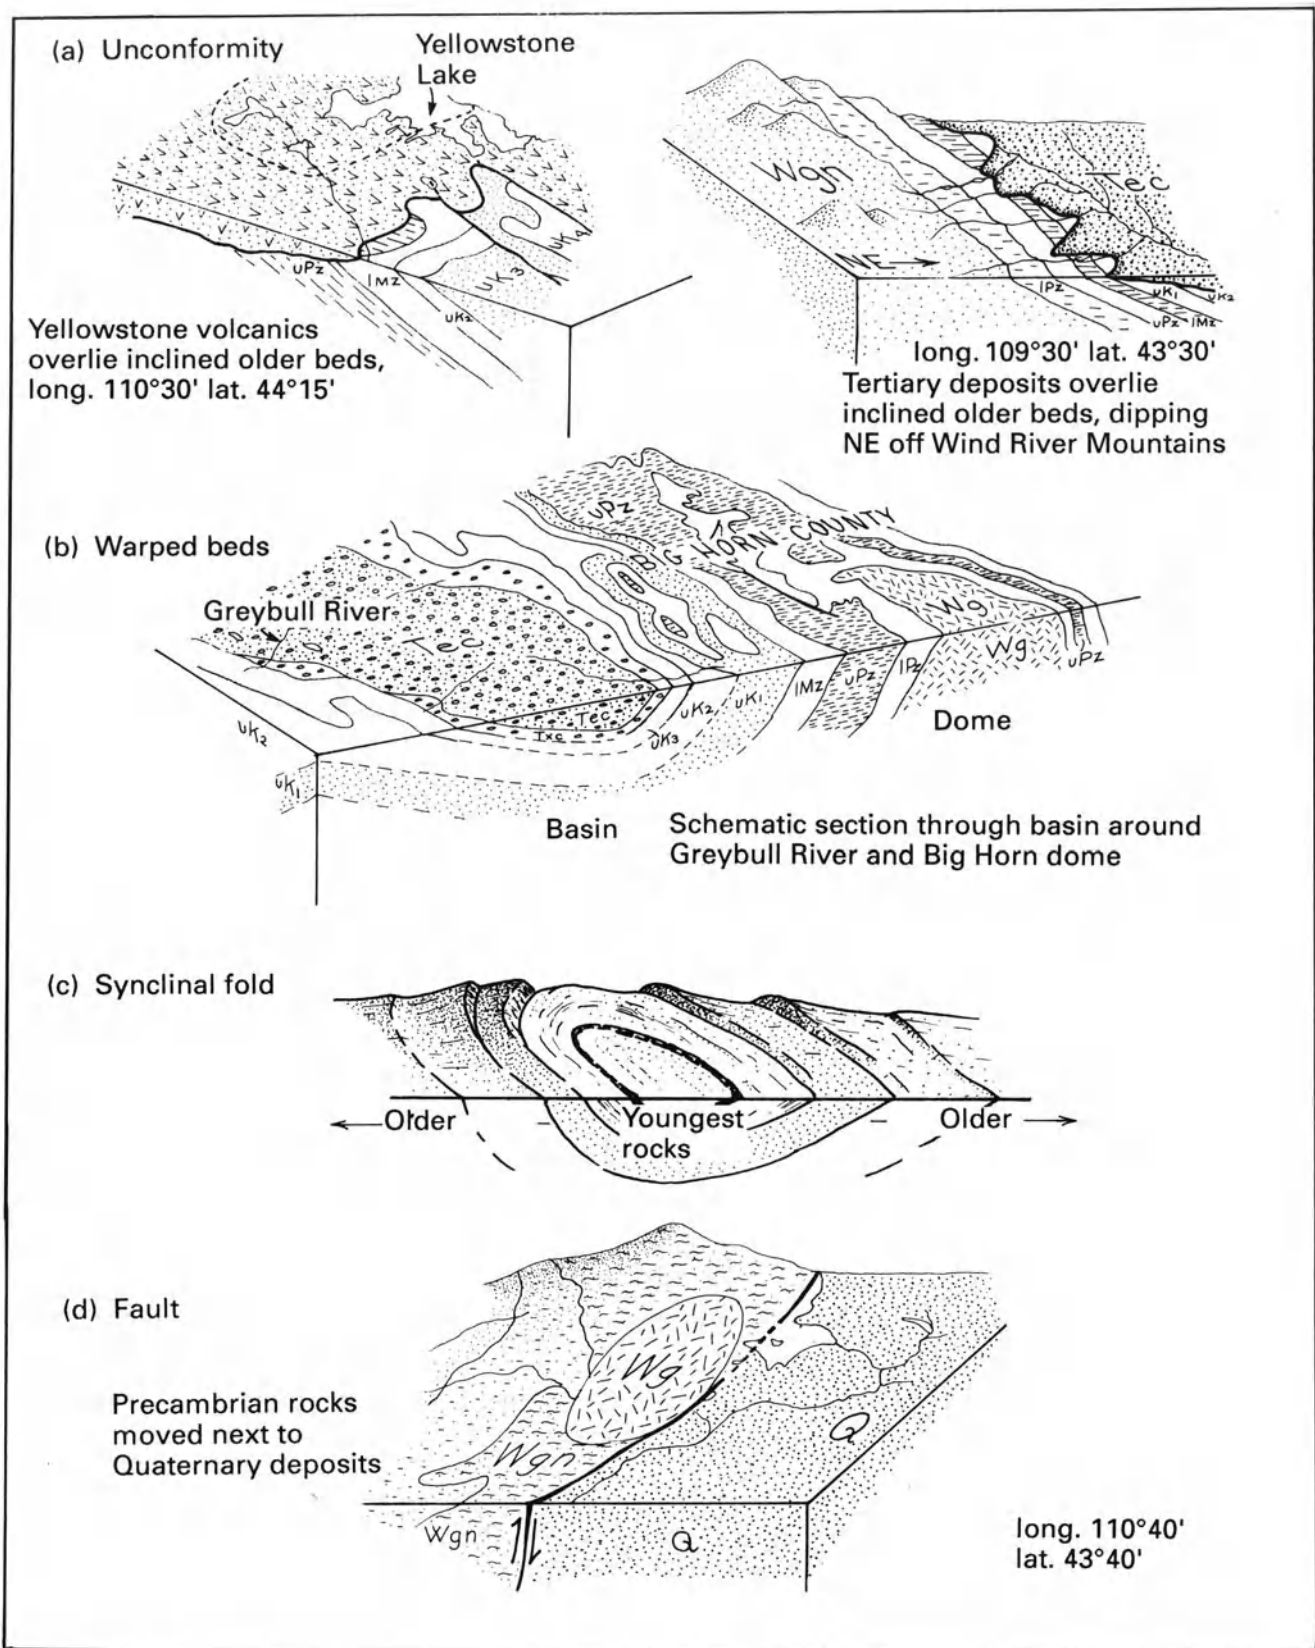 (a) Unconformity
Yellowstone
Lake
uPz
lMz
uK2
uK3
uK4
Yellowstone volcanics
overlie inclined older beds,
long. 110°30' lat. 44°15'
Wgn
Tec
NE
lPz
uPz
lMz
uK1
uK2
long. 109°30' lat. 43°30'
Tertiary deposits overlie
inclined older beds, dipping
NE off Wind River Mountains
(b) Warped beds
uPz
BIG HORN COUNTY
Greybull River
Tec
Wg
Wg
uPz
lPz
uPz
lMz
uK1
uK2
uK3
Tec
Txc
uK2
uK1
Dome
Basin
Schematic section through basin around
Greybull River and Big Horn dome
(c) Synclinal fold
Older
Youngest
rocks
Older
(d) Fault
Precambrian rocks
moved next to
Quaternary deposits
Wg
Wgn
Q
Wgn
Q
long. 110°40'
lat. 43°40'